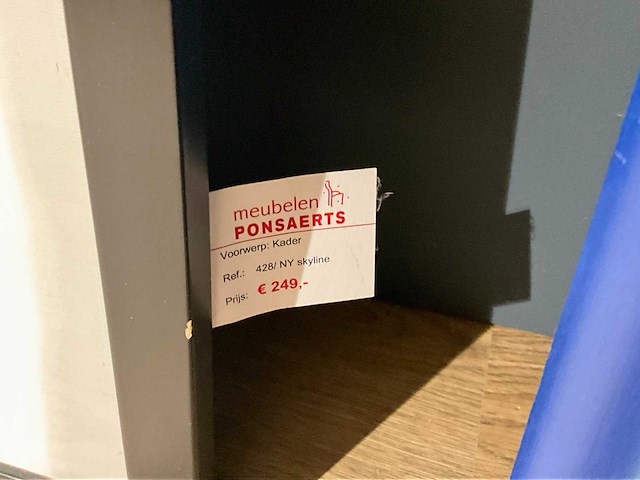 meubelen
PONSAERTS
Voorwerp: Kader
Ref.: 428/ NY skyline
Prijs: € 249,-